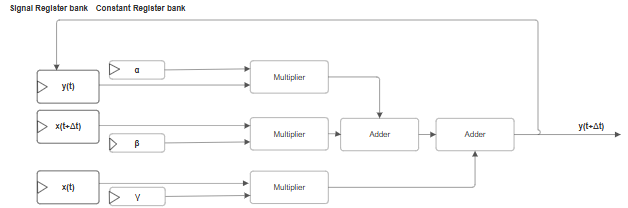 Signal Register bank Constant Register bank
α
y(t)
Multiplier
x(t+Δt)
β
Multiplier
Adder
Adder
y(t+Δt)
x(t)
γ
Multiplier